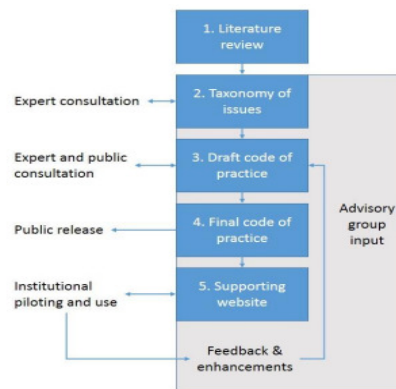 1. Literature
review
Expert consultation
2. Taxonomy of
issues
Expert and public
consultation
3. Draft code of
practice
Advisory
group
input
Public release
4. Final code of
practice
Institutional
piloting and use
5. Supporting
website
Feedback &
enhancements